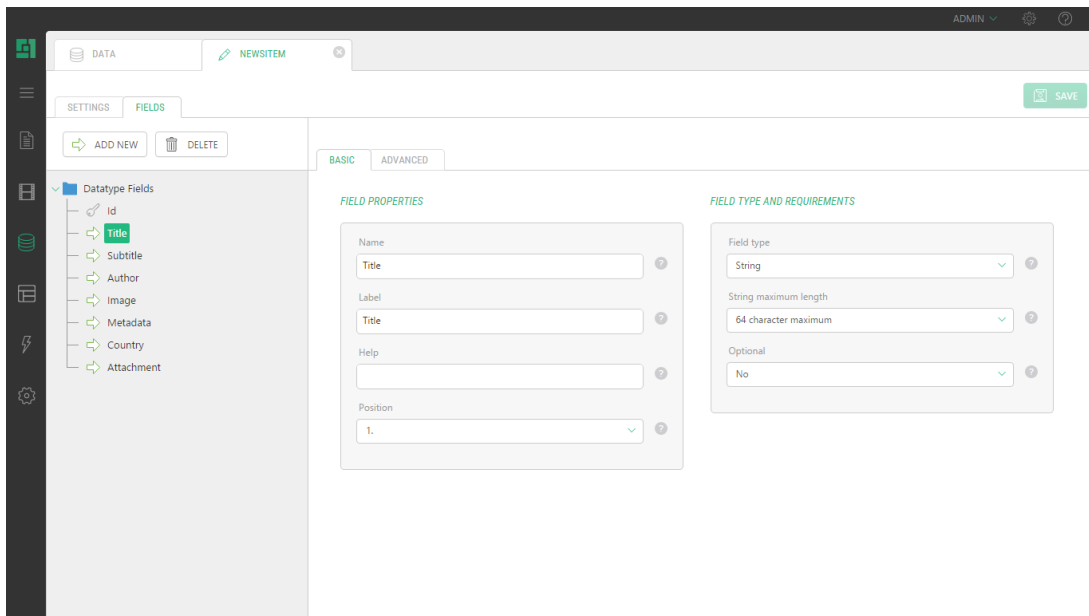 ADMIN
DATA
NEWSITEM
SETTINGS
FIELDS
SAVE
ADD NEW
DELETE
BASIC
ADVANCED
Datatype Fields
Id
Title
Subtitle
Author
Image
Metadata
Country
Attachment
FIELD PROPERTIES
Name
Title
Label
Title
Help
Position
1.
FIELD TYPE AND REQUIREMENTS
Field type
String
String maximum length
64 character maximum
Optional
No